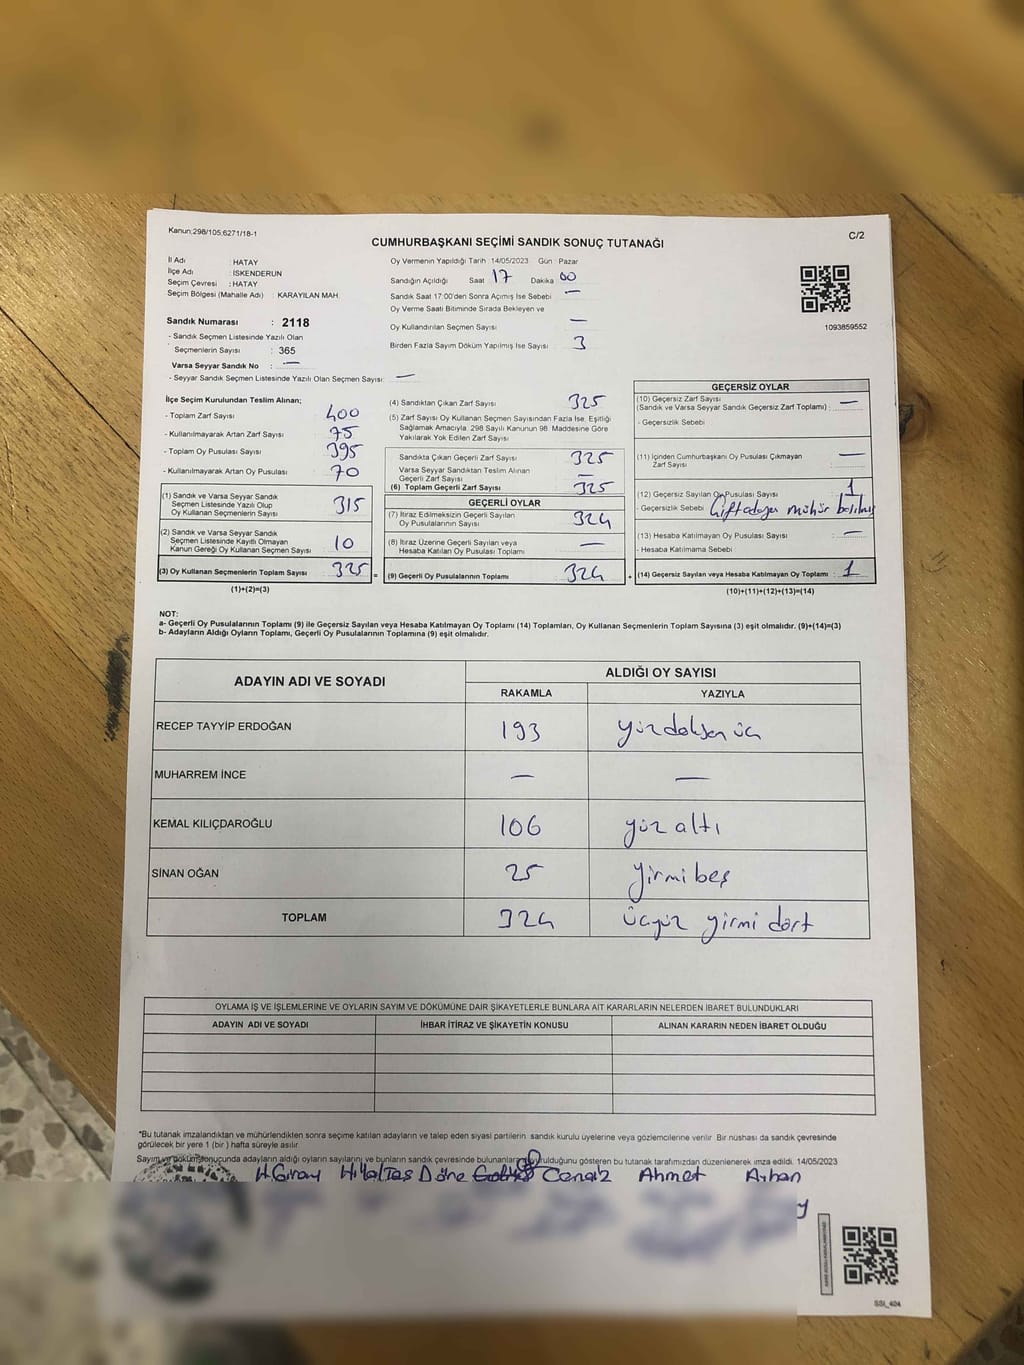 Kanun;298/105;6271/18-1
C/2
CUMHURBAŞKANI SEÇİMİ SANDIK SONUÇ TUTANAĞI
İl Adı : HATAY
İlçe Adı : İSKENDERUN
Seçim Çevresi : HATAY
Seçim Bölgesi (Mahalle Adı) : KARAYILAN MAH.
Sandık Numarası : 2118
- Sandık Seçmen Listesinde Yazılı Olan
Seçmenlerin Sayısı : 365
Varsa Seyyar Sandık No : —
- Seyyar Sandık Seçmen Listesinde Yazılı Olan Seçmen Sayısı: —
Oy Vermenin Yapıldığı Tarih :14/05/2023 Gün : Pazar
Sandığın Açıldığı Saat 17 Dakika 00
Sandık Saat 17:00'den Sonra Açılmış İse Sebebi —
Oy Verme Saati Bitiminde Sırada Bekleyen ve
Oy Kullandırılan Seçmen Sayısı —
Birden Fazla Sayım Döküm Yapılmış İse Sayısı 3
1093859552
İlçe Seçim Kurulundan Teslim Alınan;
- Toplam Zarf Sayısı 400
- Kullanılmayarak Artan Zarf Sayısı 75
- Toplam Oy Pusulası Sayısı 395
- Kullanılmayarak Artan Oy Pusulası 70
(1) Sandık ve Varsa Seyyar Sandık
Seçmen Listesinde Yazılı Olup
Oy Kullanan Seçmenlerin Sayısı 315
(2) Sandık ve Varsa Seyyar Sandık
Seçmen Listesinde Kayıtlı Olmayan
Kanun Gereği Oy Kullanan Seçmen Sayısı 10
(3) Oy Kullanan Seçmenlerin Toplam Sayısı 325 =
(1)+(2)=(3)
(4) Sandıktan Çıkan Zarf Sayısı 325
(5) Zarf Sayısı Oy Kullanan Seçmen Sayısından Fazla İse, Eşitliği
Sağlamak Amacıyla, 298 Sayılı Kanunun 98. Maddesine Göre
Yakılarak Yok Edilen Zarf Sayısı
Sandıkta Çıkan Geçerli Zarf Sayısı 325
Varsa Seyyar Sandıktan Teslim Alınan
Geçerli Zarf Sayısı —
(6) Toplam Geçerli Zarf Sayısı 325
GEÇERLİ OYLAR
(7) İtiraz Edilmeksizin Geçerli Sayılan
Oy Pusulalarının Sayısı 324
(8) İtiraz Üzerine Geçerli Sayılan veya
Hesaba Katılan Oy Pusulası Toplamı —
(9) Geçerli Oy Pusulalarının Toplamı 324 +
GEÇERSİZ OYLAR
(10) Geçersiz Zarf Sayısı
(Sandık ve Varsa Seyyar Sandık Geçersiz Zarf Toplamı) : —
- Geçersizlik Sebebi
(11) İçinden Cumhurbaşkanı Oy Pusulası Çıkmayan
Zarf Sayısı —
(12) Geçersiz Sayılan Oy Pusulası Sayısı 1
- Geçersizlik Sebebi mühür
(13) Hesaba Katılmayan Oy Pusulası Sayısı : —
- Hesaba Katılmama Sebebi
(14) Geçersiz Sayılan veya Hesaba Katılmayan Oy Toplamı : 1
(10)+(11)+(12)+(13)=(14)
NOT:
a- Geçerli Oy Pusulalarının Toplamı (9) ile Geçersiz Sayılan veya Hesaba Katılmayan Oy Toplamı (14) Toplamları, Oy Kullanan Seçmenlerin Toplam Sayısına (3) eşit olmalıdır. (9)+(14)=(3)
b- Adayların Aldığı Oyların Toplamı, Geçerli Oy Pusulalarının Toplamına (9) eşit olmalıdır.
ADAYIN ADI VE SOYADI ALDIĞI OY SAYISI
RAKAMLA YAZIYLA
RECEP TAYYİP ERDOĞAN 193 yüzdoksan üç
MUHARREM İNCE — —
KEMAL KILIÇDAROĞLU 106 yüz altı
SİNAN OĞAN 25 yirmi beş
TOPLAM 324 üçyüz yirmi dört
OYLAMA İŞ VE İŞLEMLERİNE VE OYLARIN SAYIM VE DÖKÜMÜNE DAİR ŞİKAYETLERLE BUNLARA AİT KARARLARIN NELERDEN İBARET BULUNDUKLARI
ADAYIN ADI VE SOYADI İHBAR İTİRAZ VE ŞİKAYETİN KONUSU ALINAN KARARIN NEDEN İBARET OLDUĞU
*Bu tutanak imzalandıktan ve mühürlendikten sonra seçime katılan adayların ve talep eden siyasi partilerin sandık kurulu üyelerine veya gözlemcilerine verilir. Bir nüshası da sandık çevresinde
görülecek bir yere 1 (bir ) hafta süreyle asılır.
Sayım ve döküm sonucunda adayların aldığı oyların sayılarını ve bunların sandık çevresinde bulunanlara duyurulduğunu gösteren bu tutanak tarafımızdan düzenlenerek imza edildi. 14/05/2023
H.Giray Döne Cengiz Ahmet Ayhan
SSI_404